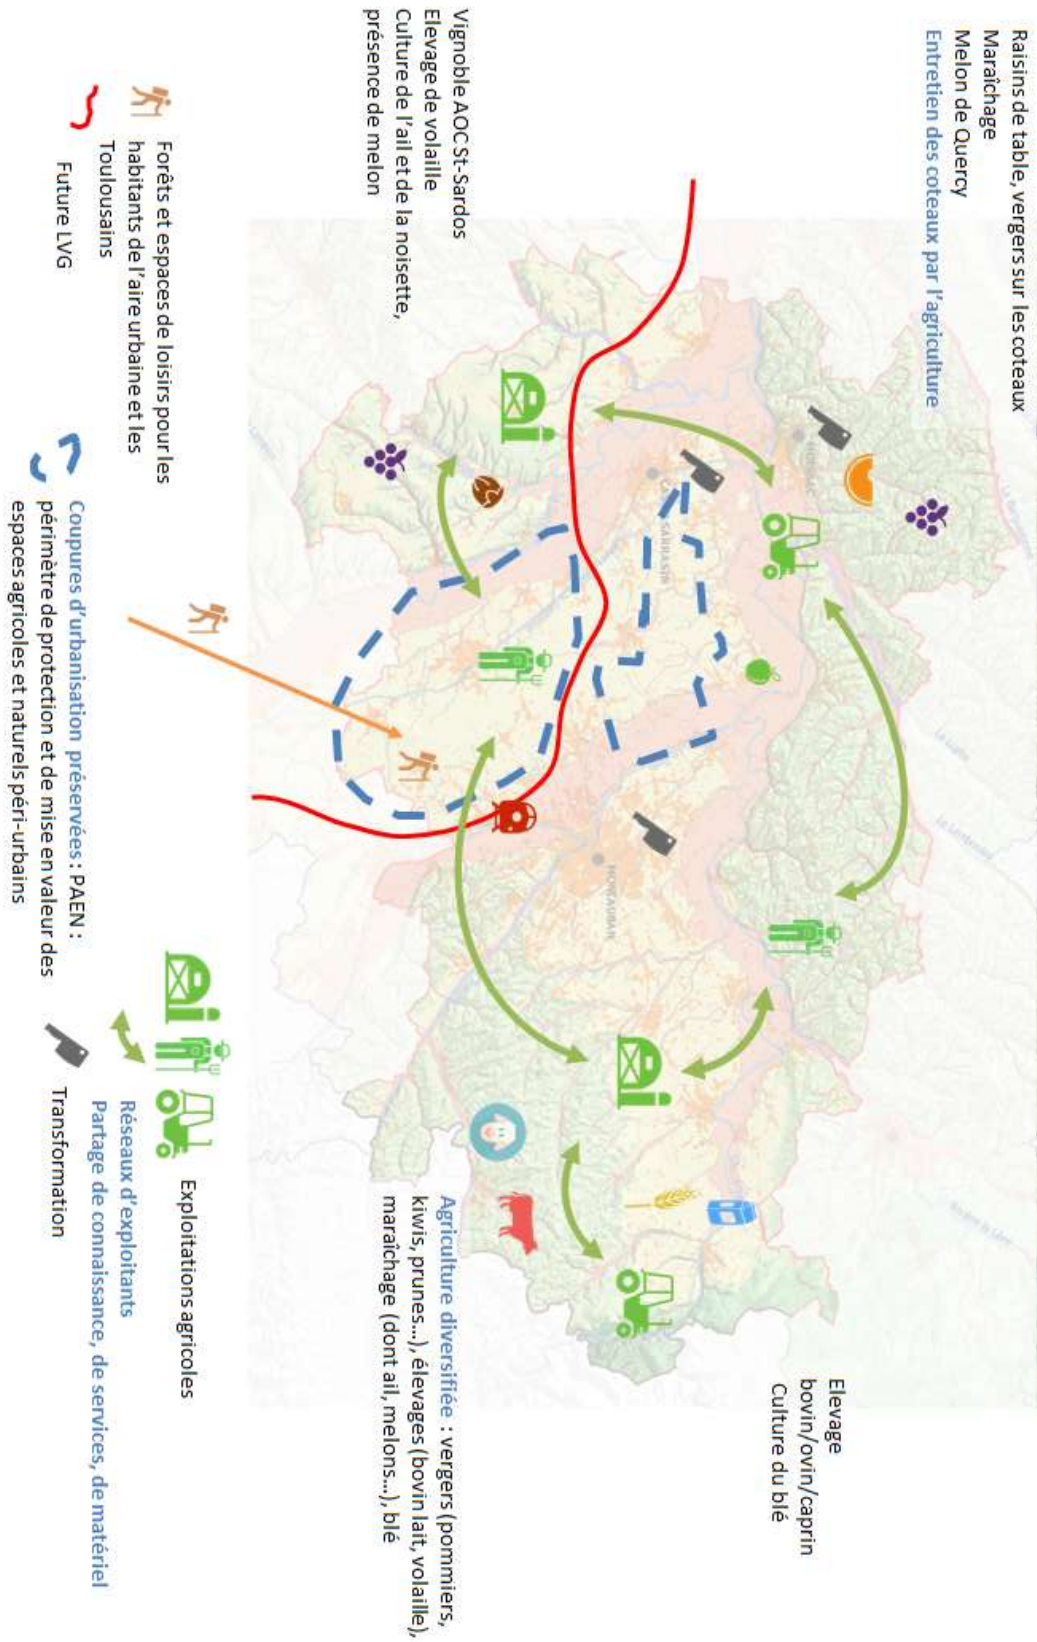 Raisins de table, vergers sur les coteaux
Maraîchage
Melon de Quercy
Entretien des coteaux par l'agriculture
Elevage
bovin/ovin/caprin
Culture du blé
Vignoble AOC St-Sardos
Elevage de volaille
Culture de l'ail et de la noisette,
présence de melon
MONTAUBAN
Agriculture diversifiée : vergers (pommiers,
kiwis, prunes...), élevages (bovin lait, volaille),
maraîchage (dont ail, melons...), blé
Forêts et espaces de loisirs pour les
habitants de l'aire urbaine et les
Toulousains
Future LVG
Coupures d'urbanisation préservées : PAEN :
périmètre de protection et de mise en valeur des
espaces agricoles et naturels péri-urbains
Exploitations agricoles
Réseaux d'exploitants
Partage de connaissance, de services, de matériel
Transformation